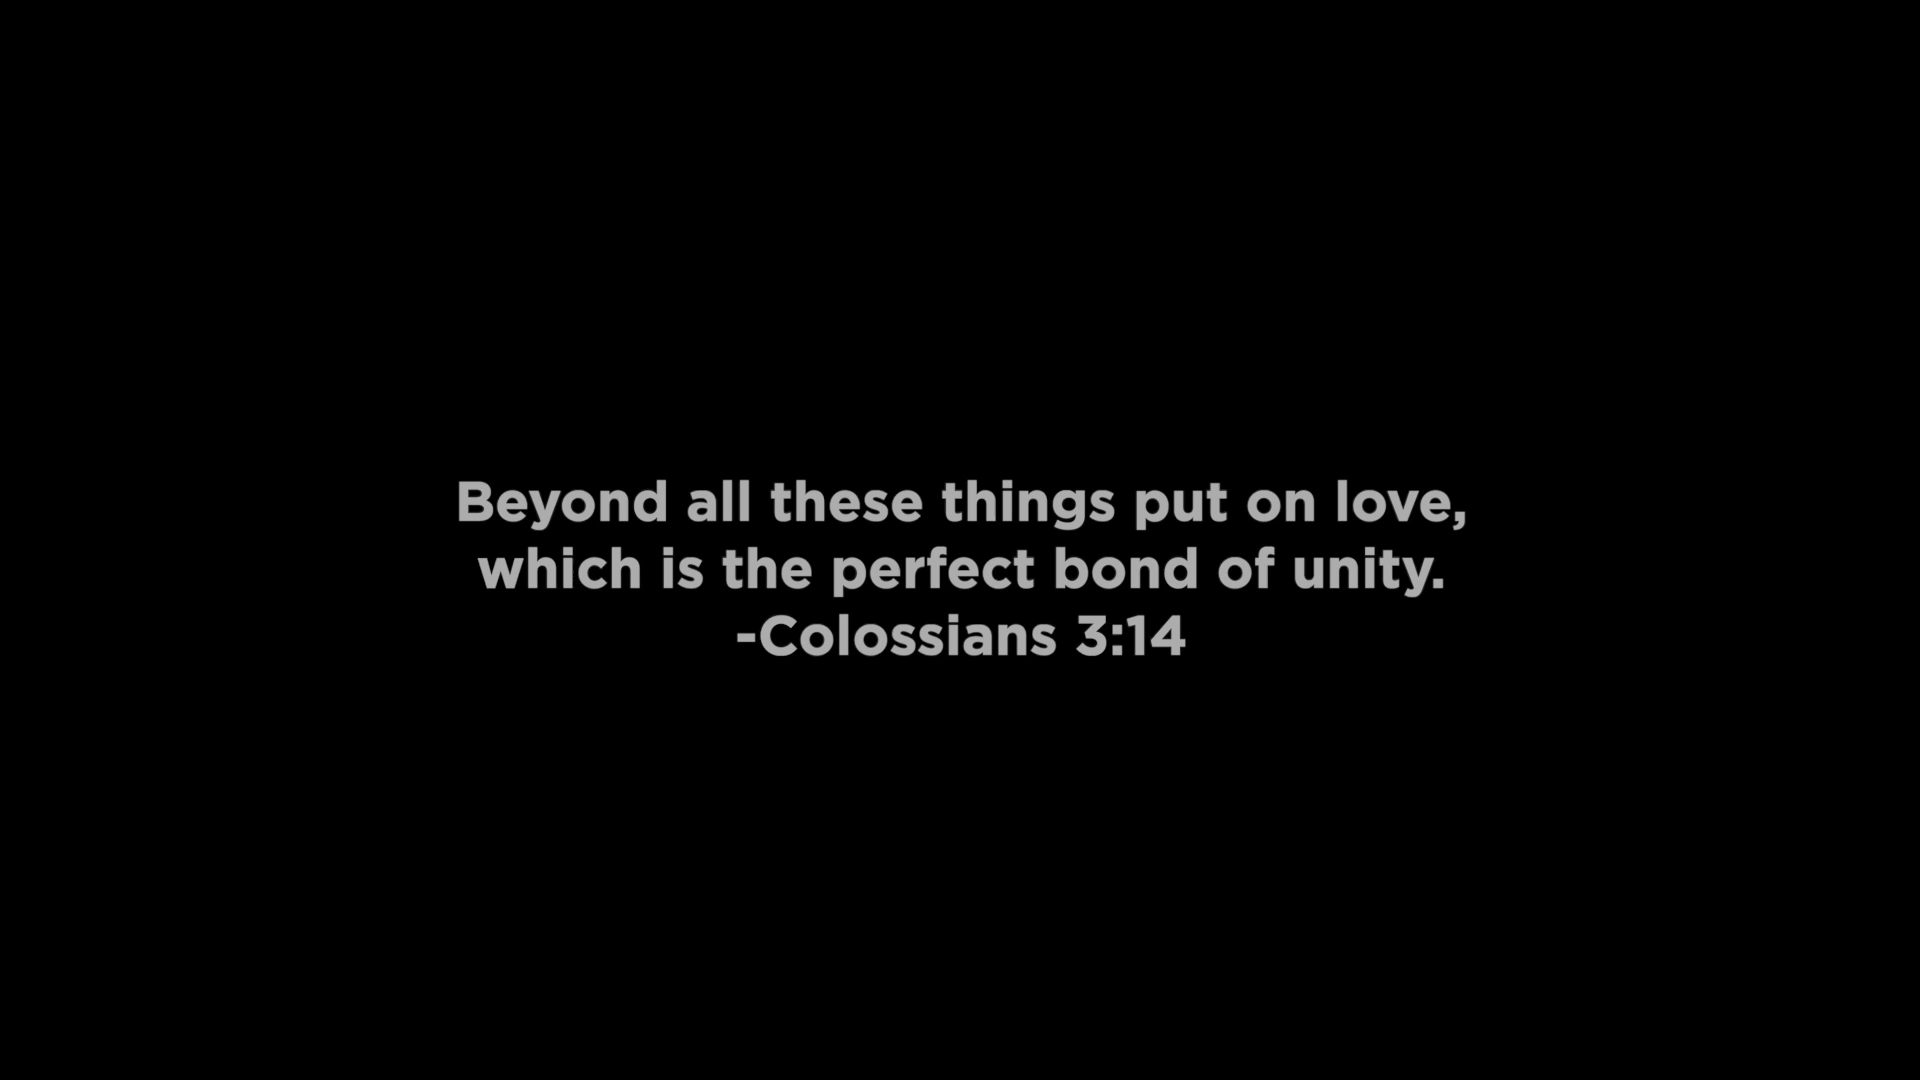 Beyond all these things put on love,
which is the perfect bond of unity.
-Colossians 3:14